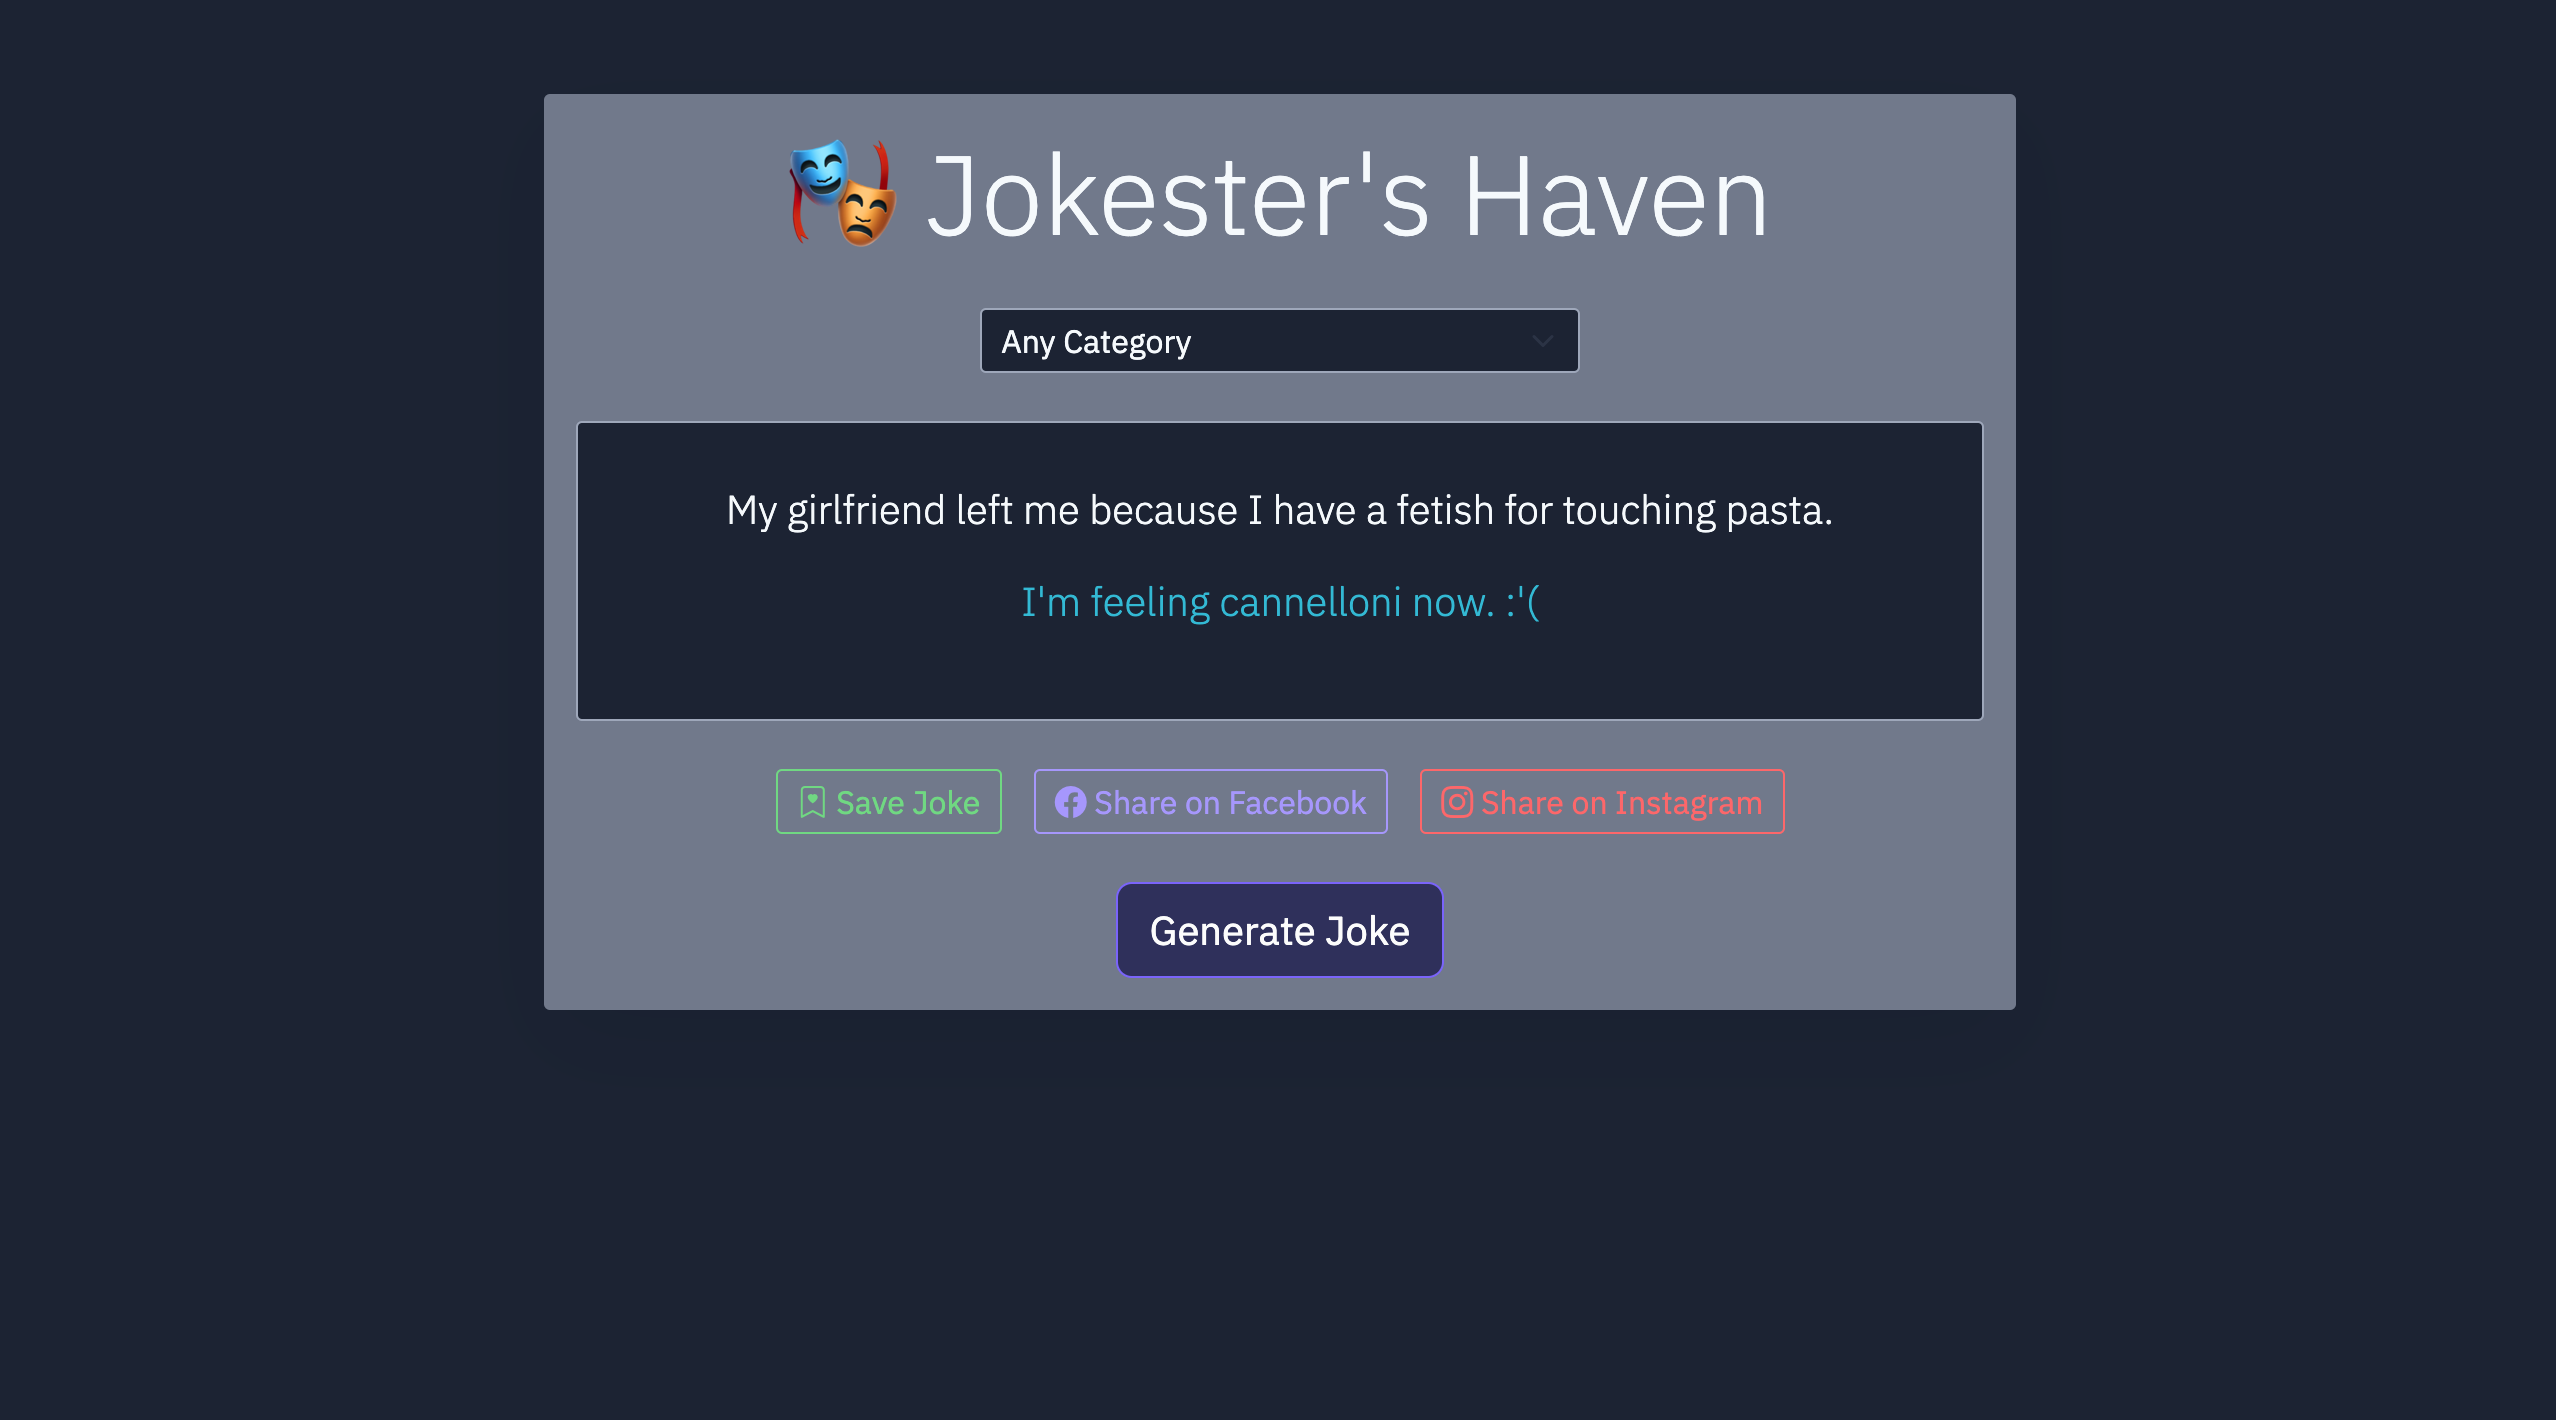 Jokester's Haven
Any Category
My girlfriend left me because I have a fetish for touching pasta.
I'm feeling cannelloni now. :'(
Save Joke
Share on Facebook
Share on Instagram
Generate Joke